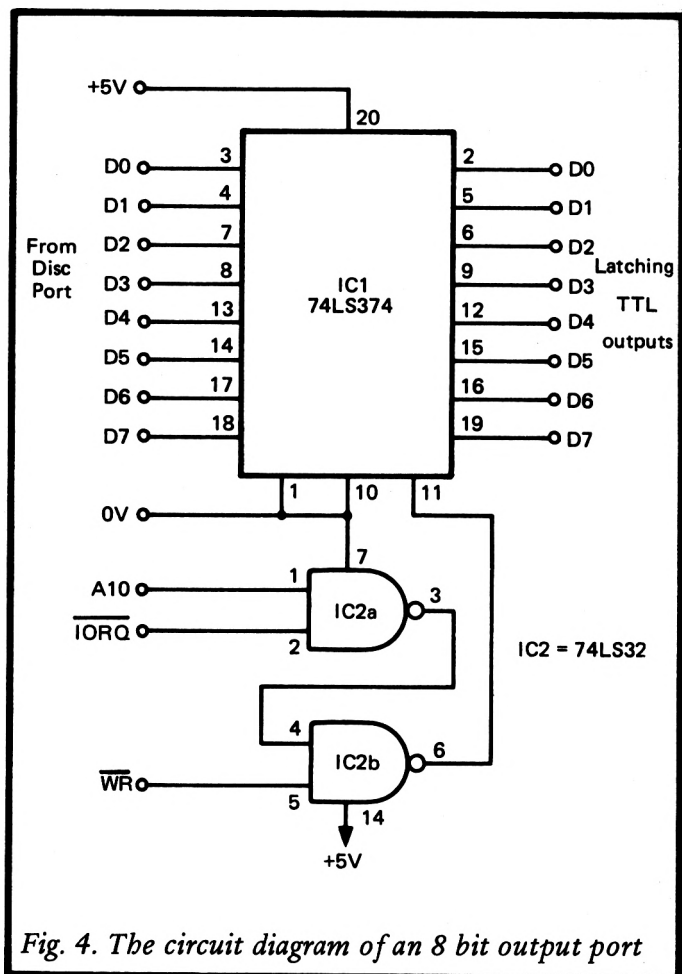 +5V
20
D0 3 2 D0
D1 4 5 D1
D2 7 6 D2
D3 8 9 D3
D4 13 12 D4
D5 14 15 D5
D6 17 16 D6
D7 18 19 D7
From
Disc
Port
IC1
74LS374
Latching
TTL
outputs
1 10 11
0V
7
A10 1
IORQ 2
IC2a 3
IC2 = 74LS32
4
IC2b 6
WR 5
14
+5V
Fig. 4. The circuit diagram of an 8 bit output port